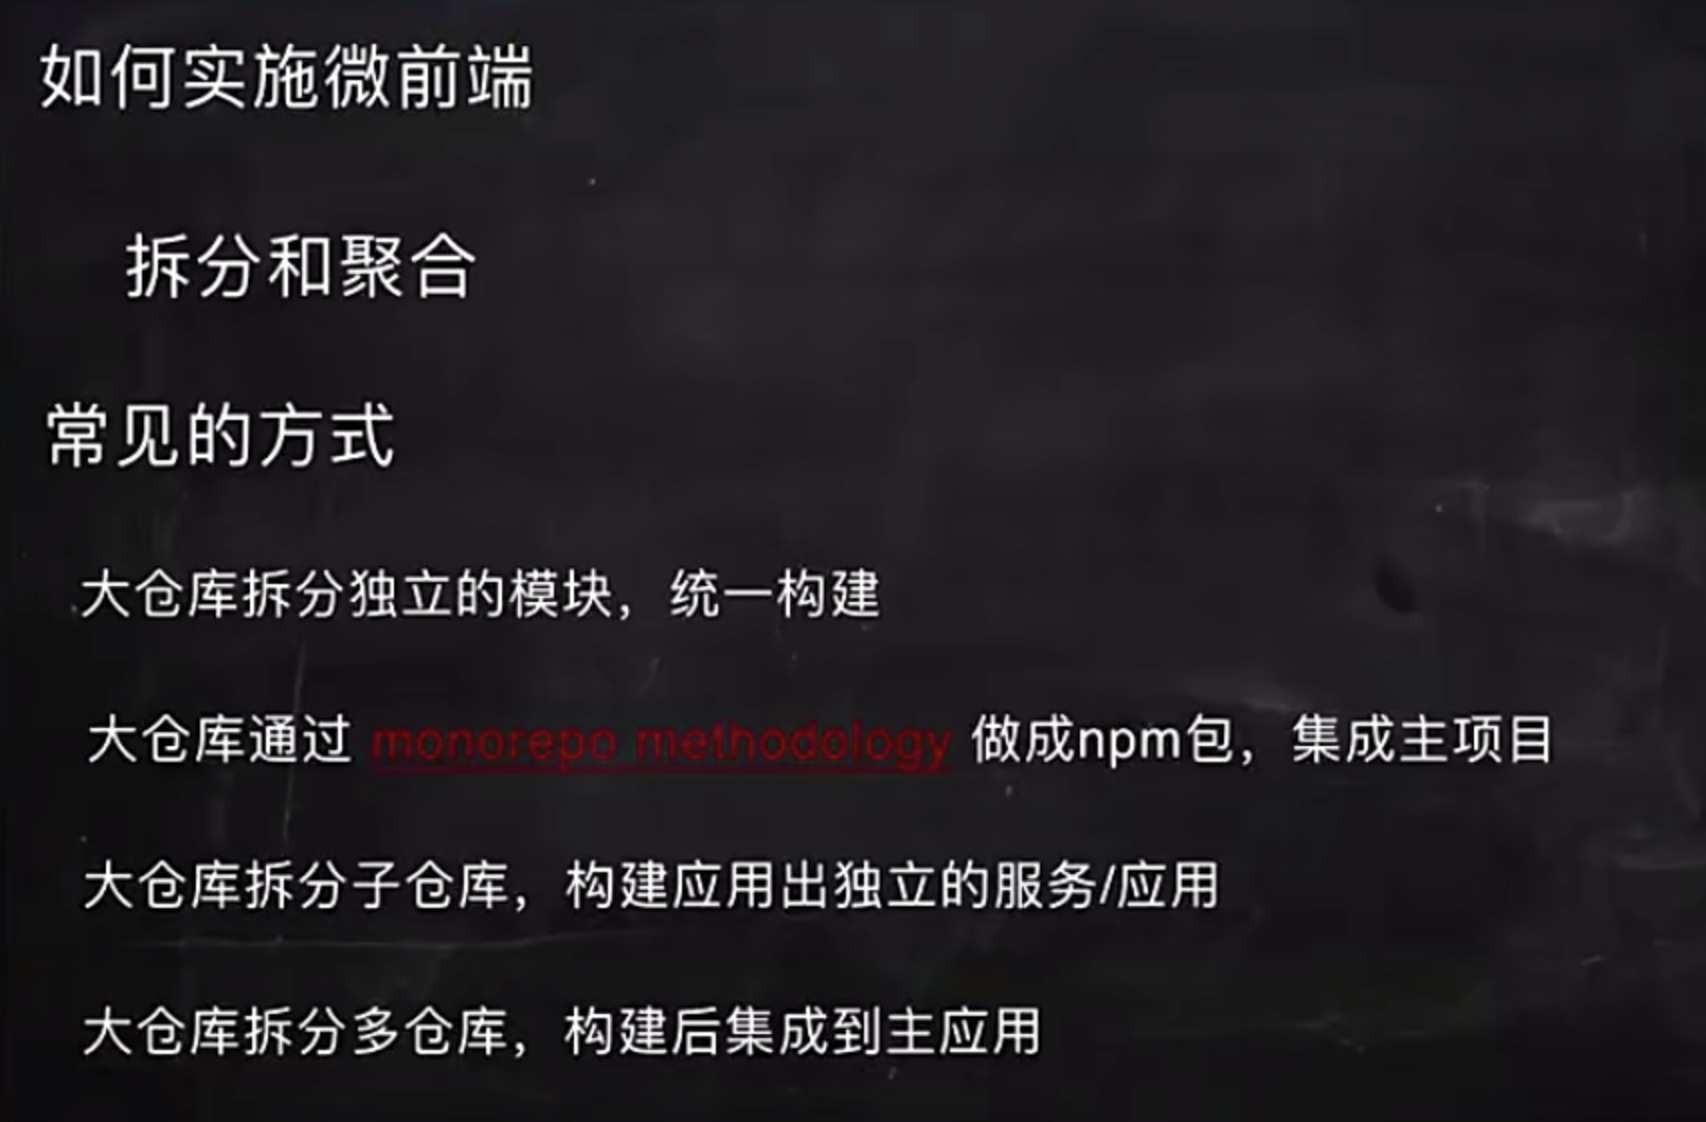 如何实施微前端
拆分和聚合
常见的方式
大仓库拆分独立的模块，统一构建
大仓库通过 monorepo methodology 做成npm包，集成主项目
大仓库拆分子仓库，构建应用出独立的服务/应用
大仓库拆分多仓库，构建后集成到主应用